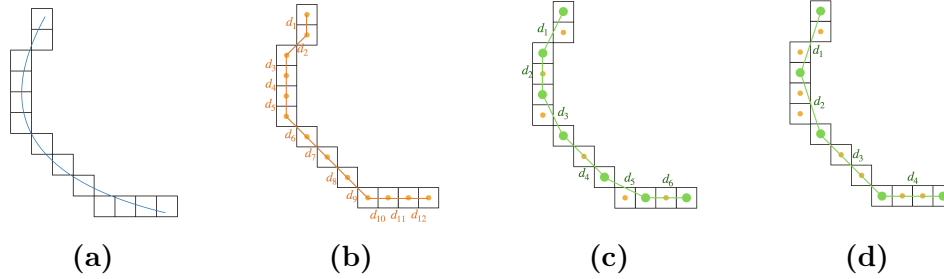 d₁
d₂
d₃
d₄
d₅
d₆
d₇
d₈
d₉
d₁₀ d₁₁ d₁₂
d₁
d₂
d₃
d₄
d₅ d₆
d₁
d₂
d₃
d₄
(a) (b) (c) (d)